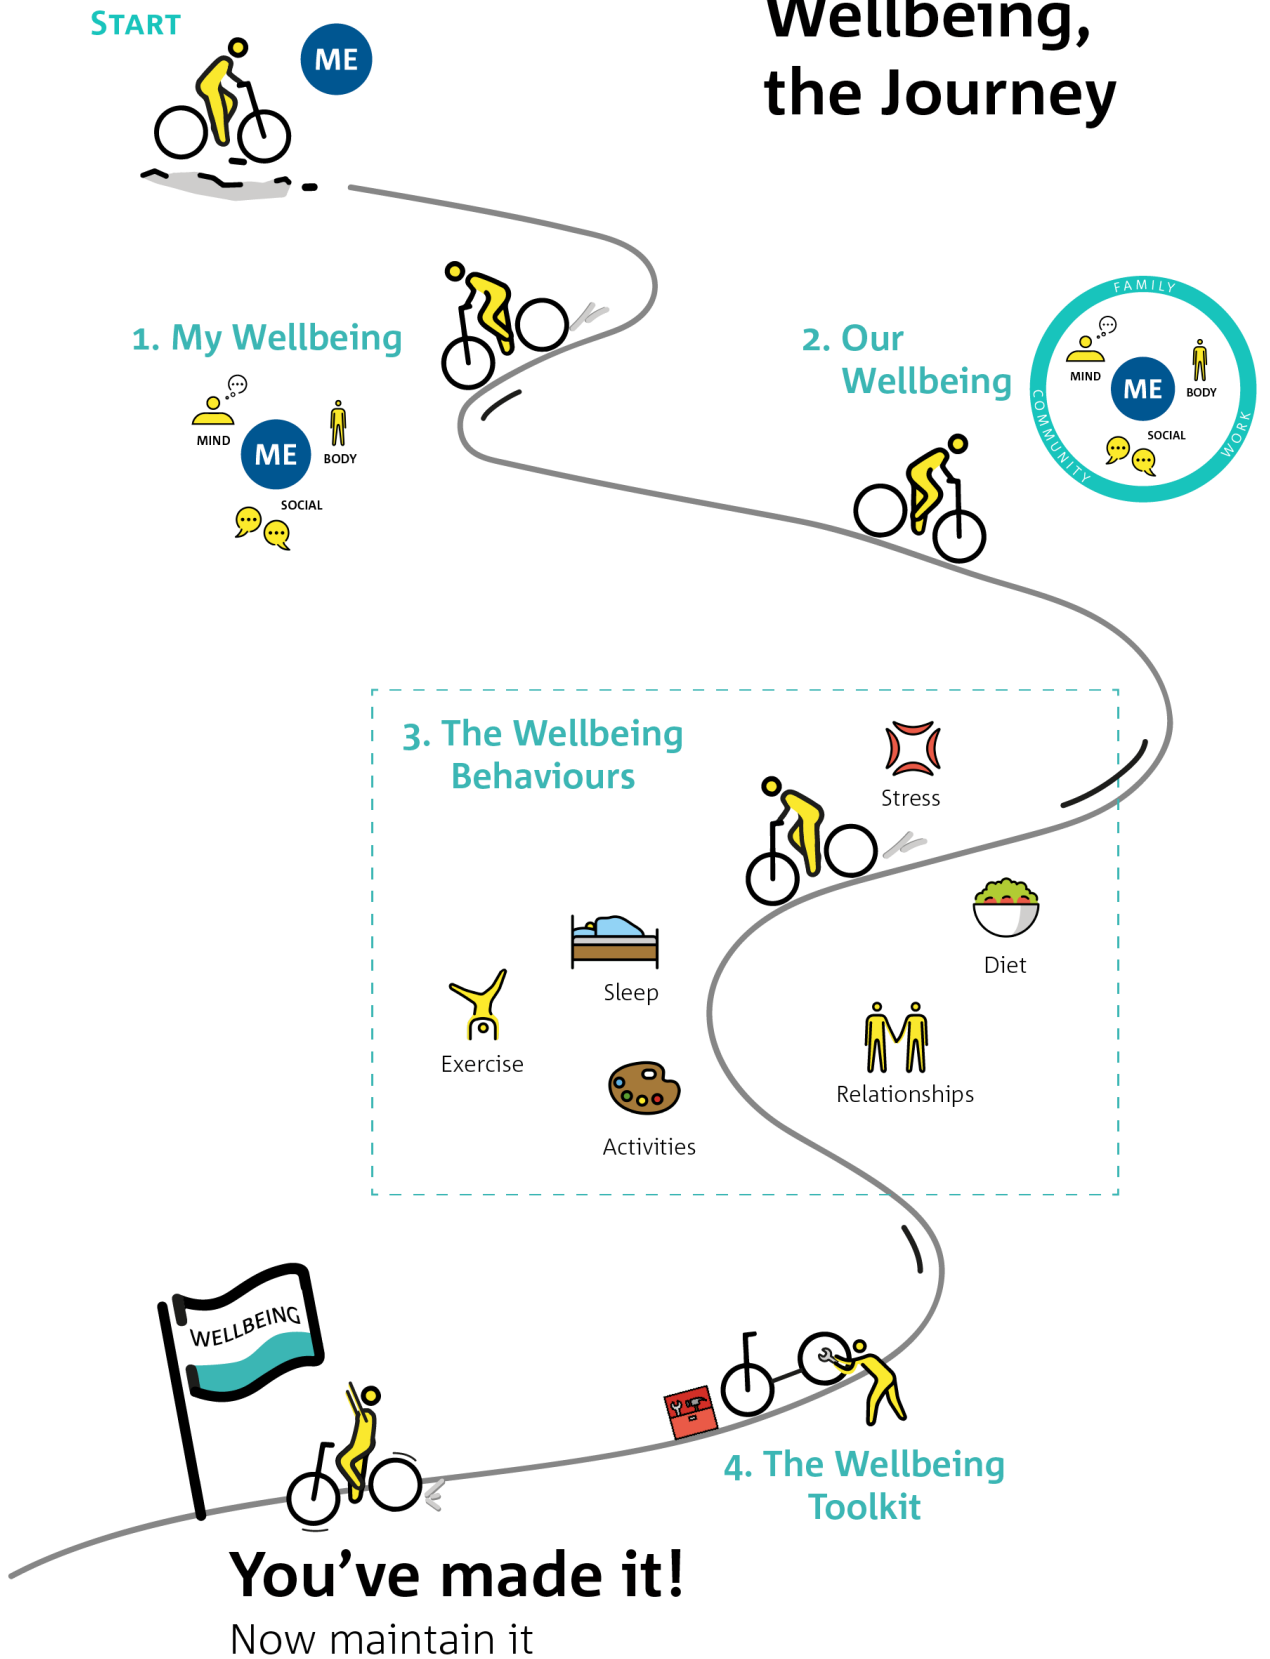 START
ME
Wellbeing,
the Journey
1. My Wellbeing
MIND
ME
BODY
SOCIAL
2. Our
Wellbeing
FAMILY
MIND
ME
BODY
SOCIAL
COMMUNITY
WORK
3. The Wellbeing
Behaviours
Stress
Diet
Sleep
Exercise
Relationships
Activities
WELLBEING
4. The Wellbeing
Toolkit
You've made it!
Now maintain it